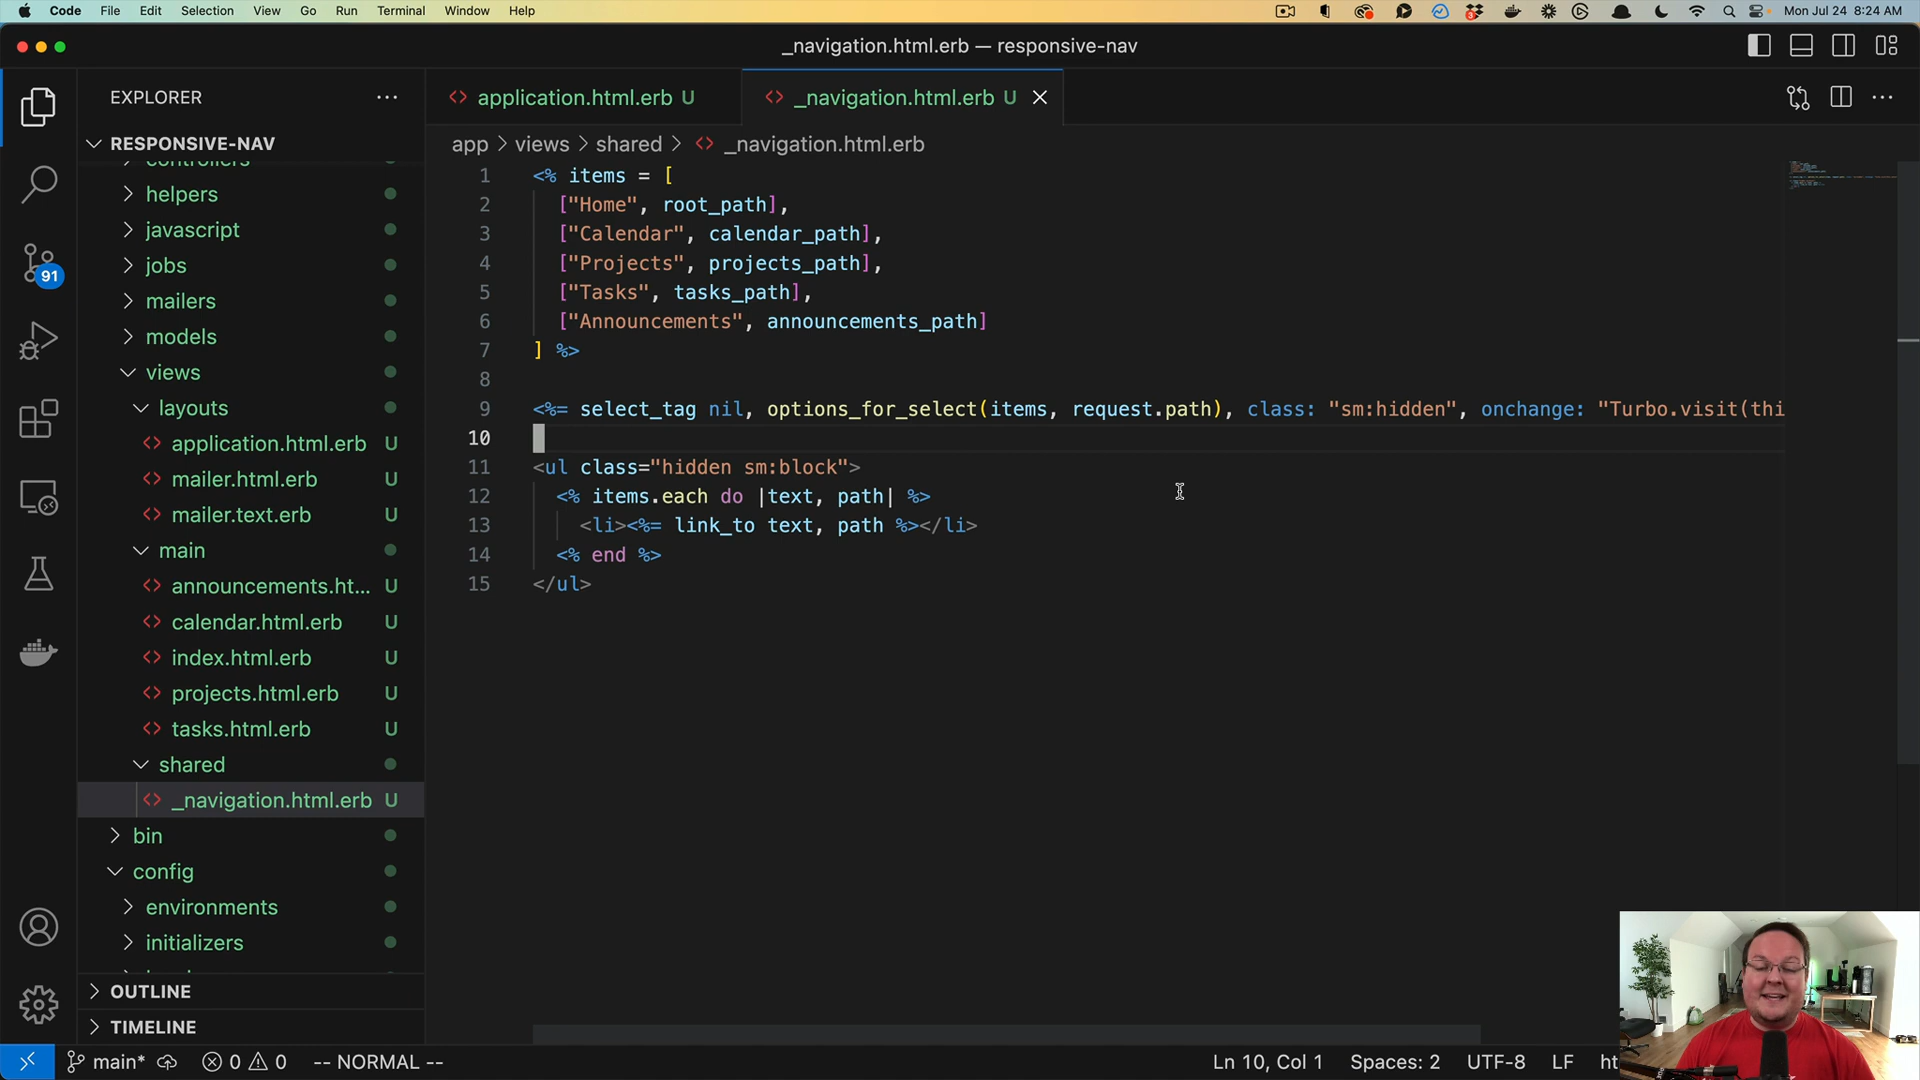 Code File Edit Selection View Go Run Terminal Window Help Mon Jul 24 8:24 AM
_navigation.html.erb — responsive-nav
EXPLORER
application.html.erb U
_navigation.html.erb U
RESPONSIVE-NAV
app > views > shared > _navigation.html.erb
controllers
helpers
javascript
jobs
mailers
models
views
layouts
application.html.erb U
mailer.html.erb U
mailer.text.erb U
main
announcements.ht... U
calendar.html.erb U
index.html.erb U
projects.html.erb U
tasks.html.erb U
shared
_navigation.html.erb U
bin
config
environments
initializers
OUTLINE
TIMELINE
91
1 <% items = [
2 ["Home", root_path],
3 ["Calendar", calendar_path],
4 ["Projects", projects_path],
5 ["Tasks", tasks_path],
6 ["Announcements", announcements_path]
7 ] %>
8
9 <%= select_tag nil, options_for_select(items, request.path), class: "sm:hidden", onchange: "Turbo.visit(thi
10
11 <ul class="hidden sm:block">
12 <% items.each do |text, path| %>
13 <li><%= link_to text, path %></li>
14 <% end %>
15 </ul>
main* 0 0 -- NORMAL -- Ln 10, Col 1 Spaces: 2 UTF-8 LF ht